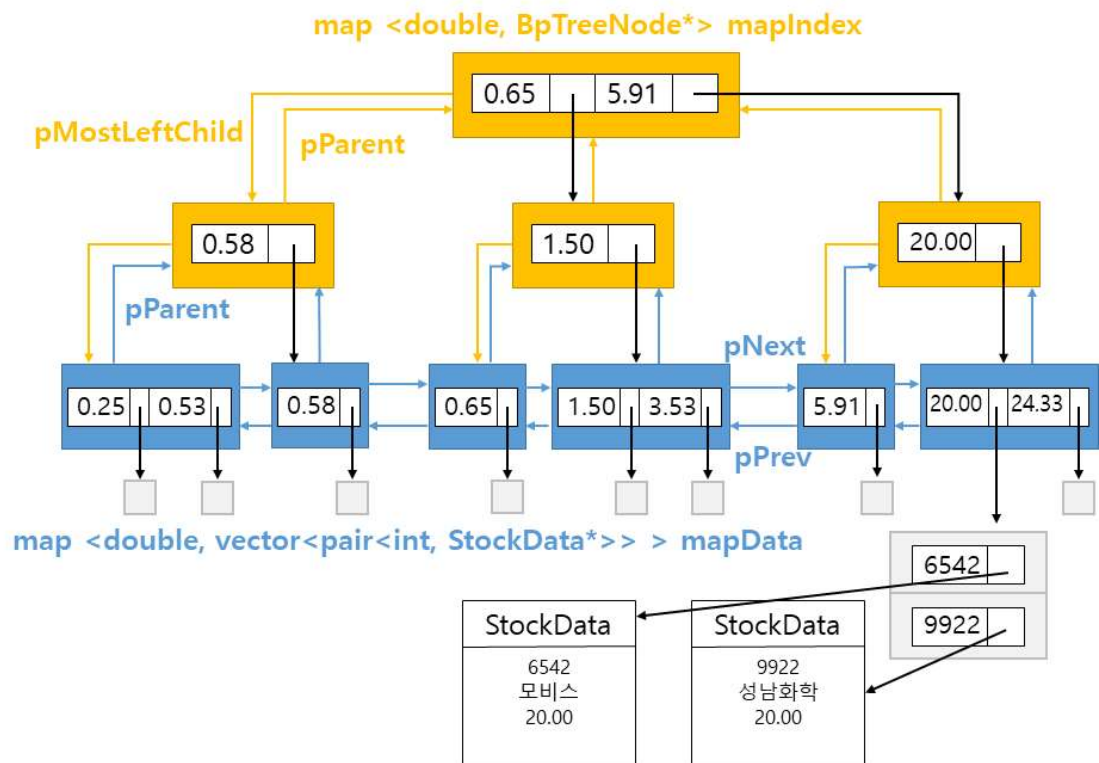 map <double, BpTreeNode*> mapIndex
0.65 5.91
pMostLeftChild
pParent
0.58
1.50
20.00
pParent
pNext
0.25 0.53
0.58
0.65
1.50 3.53
5.91
20.00 24.33
pPrev
map <double, vector<pair<int, StockData*>> > mapData
6542
9922
StockData
6542
모비스
20.00
StockData
9922
성남화학
20.00